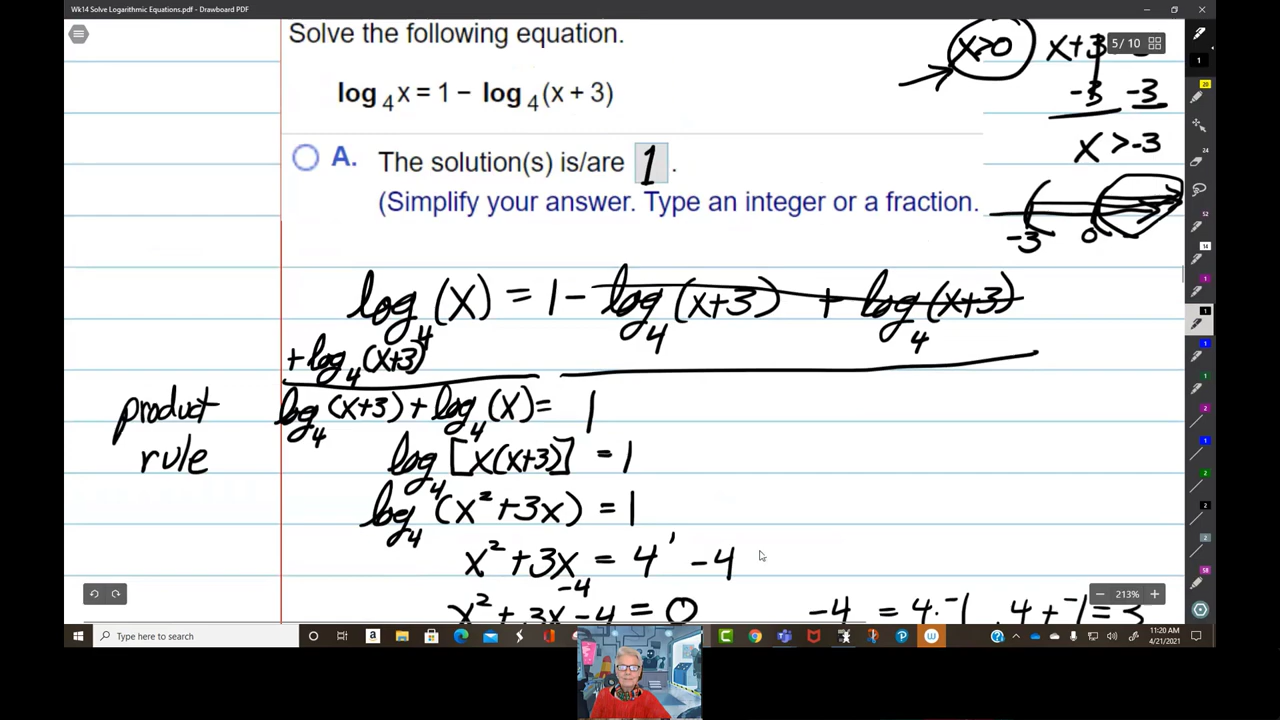 Wk14 Solve Logarithmic Equations.pdf - Drawboard PDF
Solve the following equation.
log 4 x = 1 − log 4 (x + 3)
A. The solution(s) is/are 1 .
(Simplify your answer. Type an integer or a fraction.
x>0
x+3
-3 -3
x > -3
-3 0
5 / 10
log4 (x) = 1 - log4 (x+3) + log4 (x+3)
+ log4 (x+3)
product rule
log4 (x+3) + log4 (x) = 1
log4 [x(x+3)] = 1
log4 (x² + 3x) = 1
x² + 3x = 4¹ - 4
-4
x² + 3x - 4 = 0
-4 = 4·-1, 4 + -1 = 3
213%
Type here to search
11:20 AM
4/21/2021